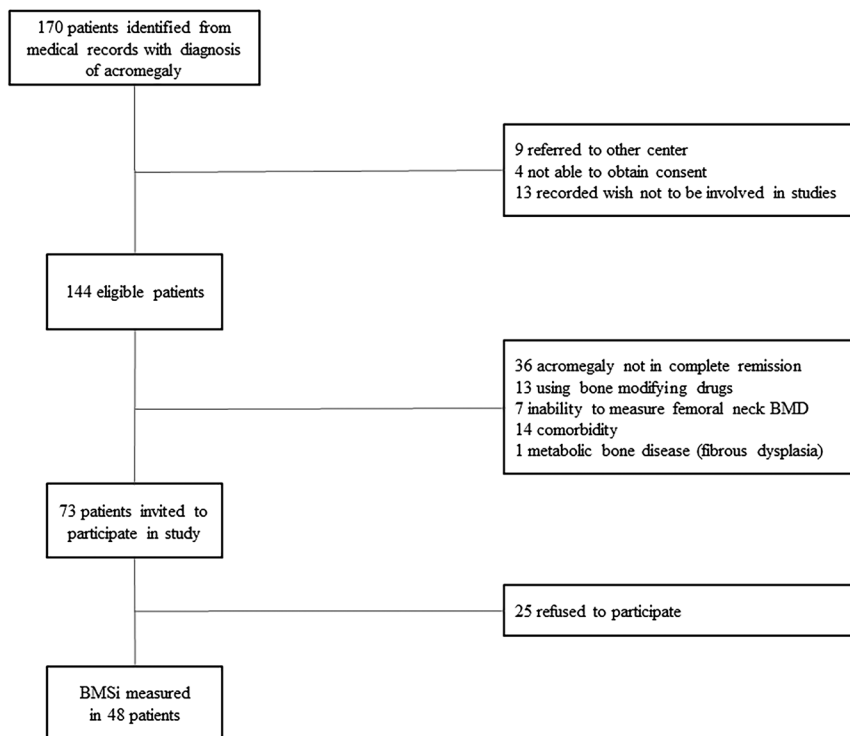 170 patients identified from
medical records with diagnosis
of acromegaly
9 referred to other center
4 not able to obtain consent
13 recorded wish not to be involved in studies
144 eligible patients
36 acromegaly not in complete remission
13 using bone modifying drugs
7 inability to measure femoral neck BMD
14 comorbidity
1 metabolic bone disease (fibrous dysplasia)
73 patients invited to
participate in study
25 refused to participate
BMSi measured
in 48 patients